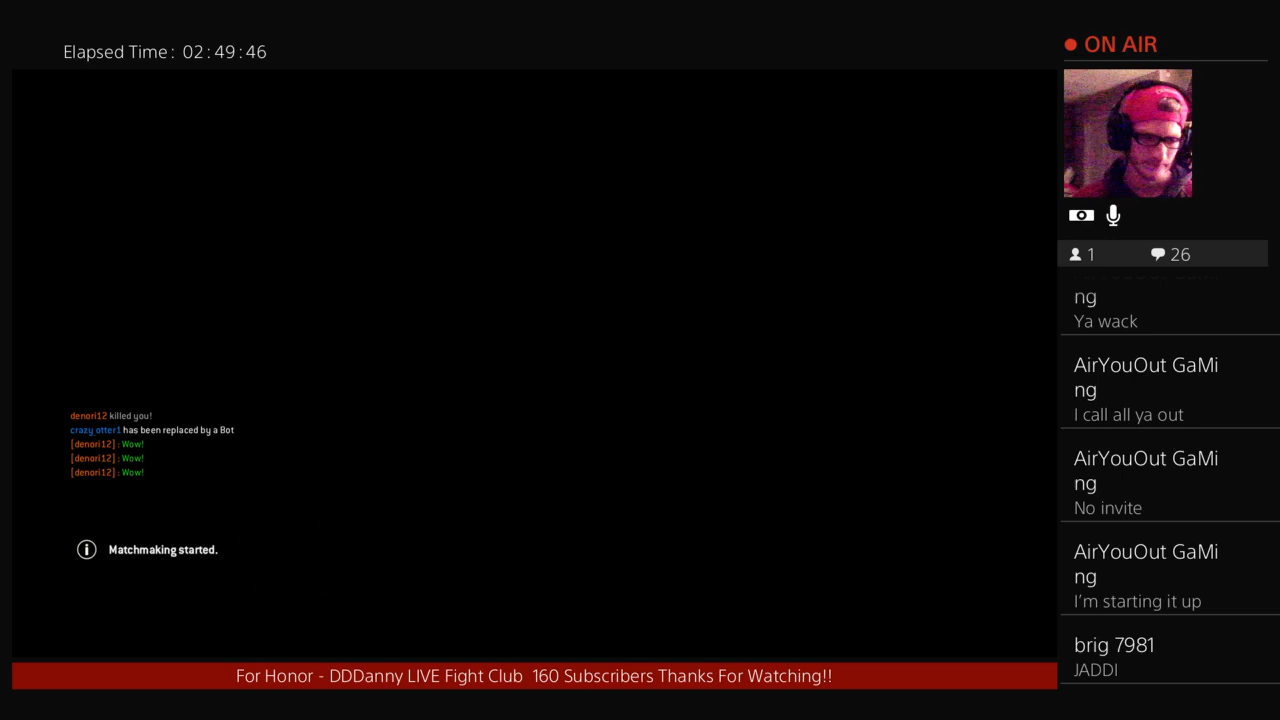 Elapsed Time: 02:49:46
ON AIR
1
26
ng
Ya wack
AirYouOut GaMi
ng
I call all ya out
AirYouOut GaMi
ng
No invite
AirYouOut GaMi
ng
I'm starting it up
brig 7981
JADDI
denori12 killed you!
crazy_otter1 has been replaced by a Bot
[denori12] : Wow!
[denori12] : Wow!
[denori12] : Wow!
Matchmaking started.
For Honor - DDDanny LIVE Fight Club 160 Subscribers Thanks For Watching!!